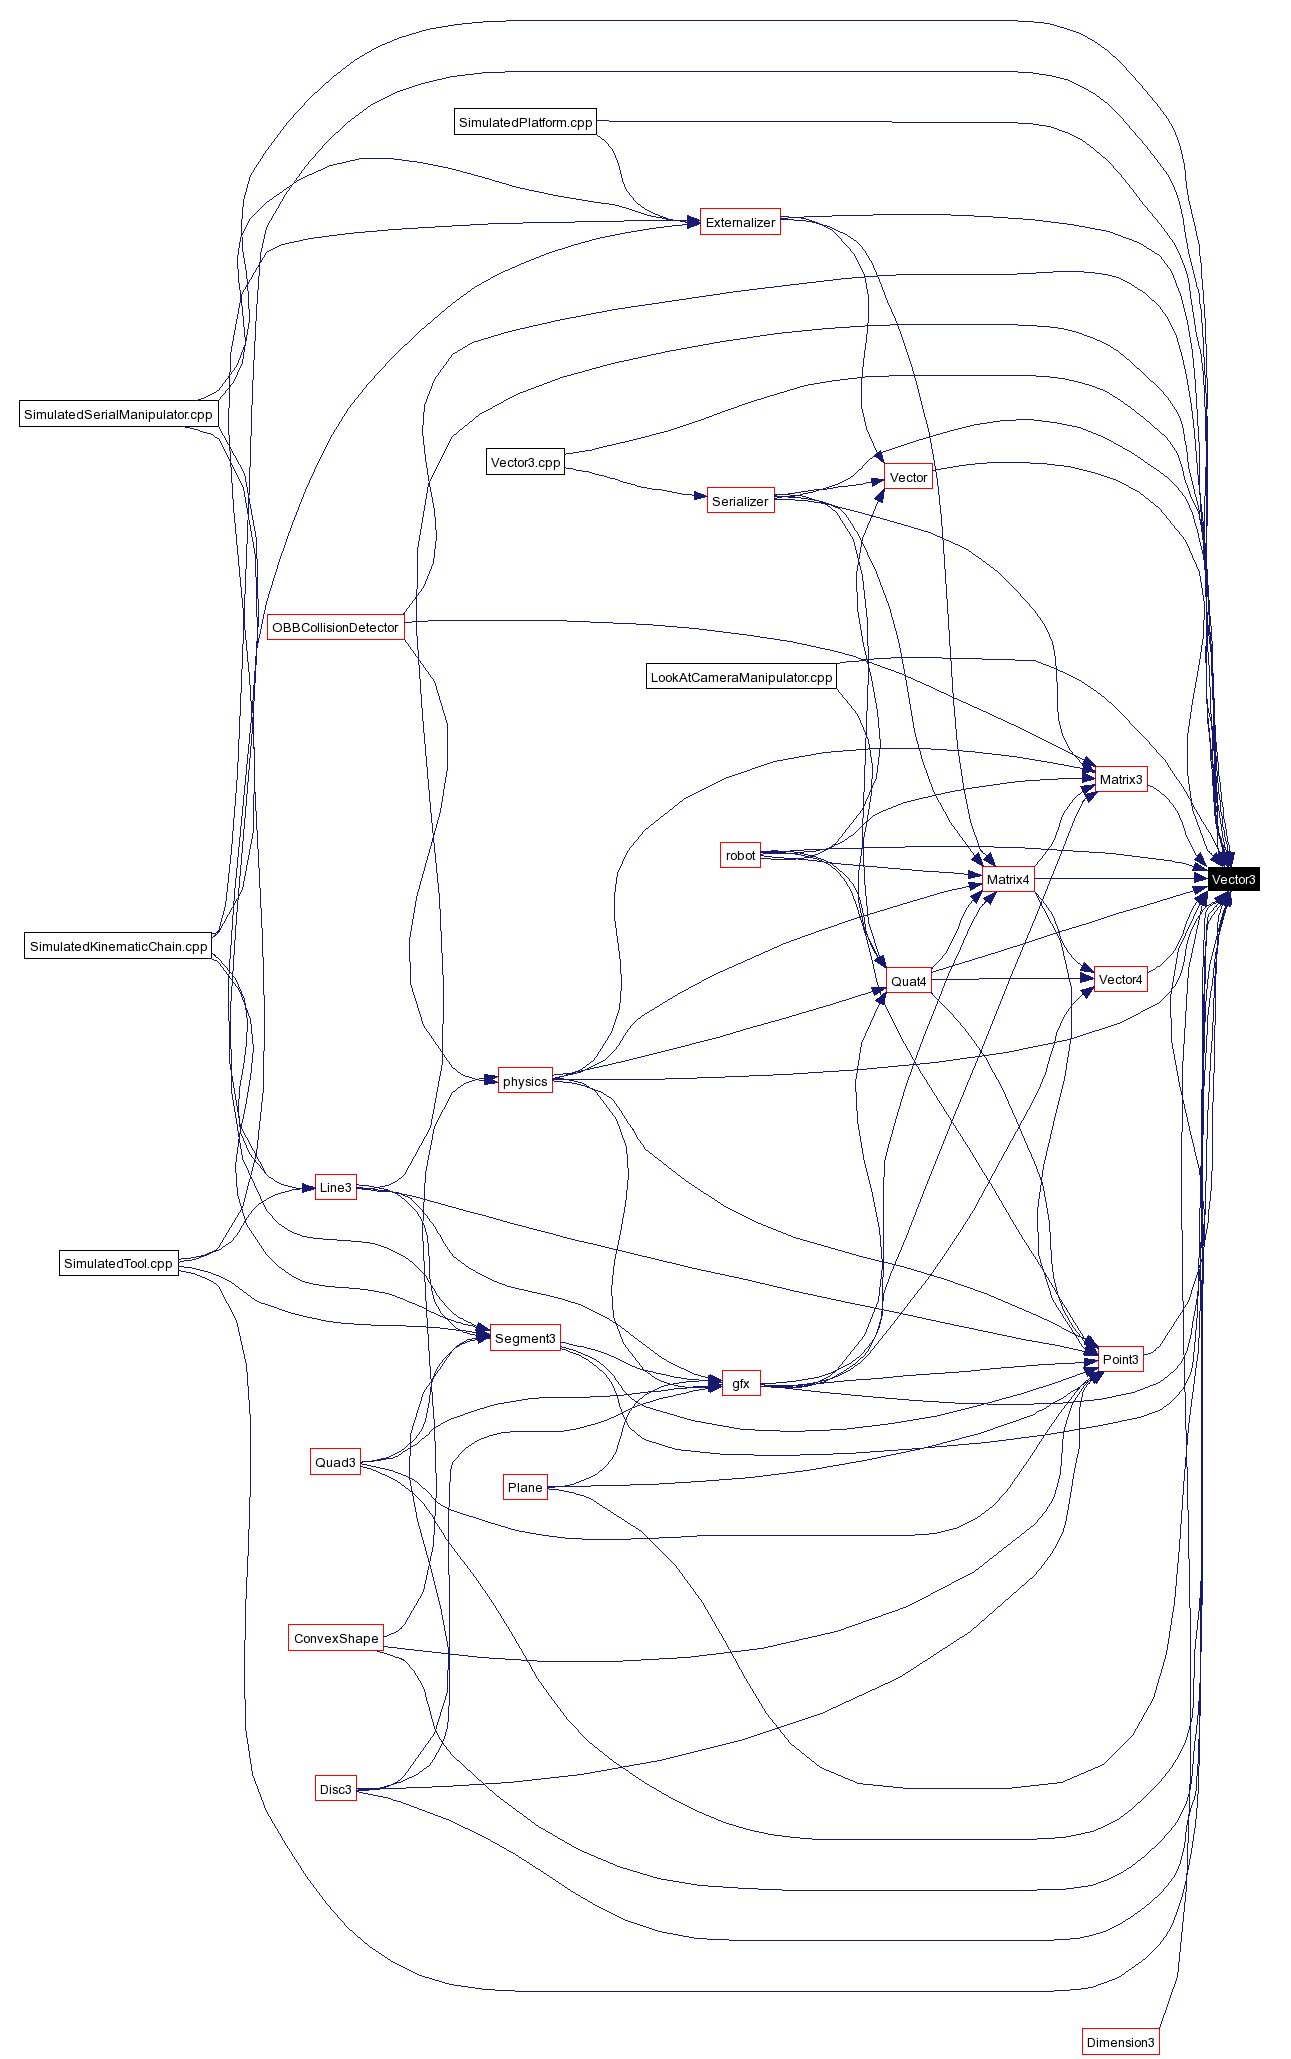 SimulatedPlatform.cpp
Externalizer
SimulatedSerialManipulator.cpp
Vector3.cpp
Vector
Serializer
OBBCollisionDetector
LookAtCameraManipulator.cpp
Matrix3
robot
Matrix4
Vector3
SimulatedKinematicChain.cpp
Quat4
Vector4
physics
Line3
SimulatedTool.cpp
Segment3
Point3
gfx
Quad3
Plane
ConvexShape
Disc3
Dimension3